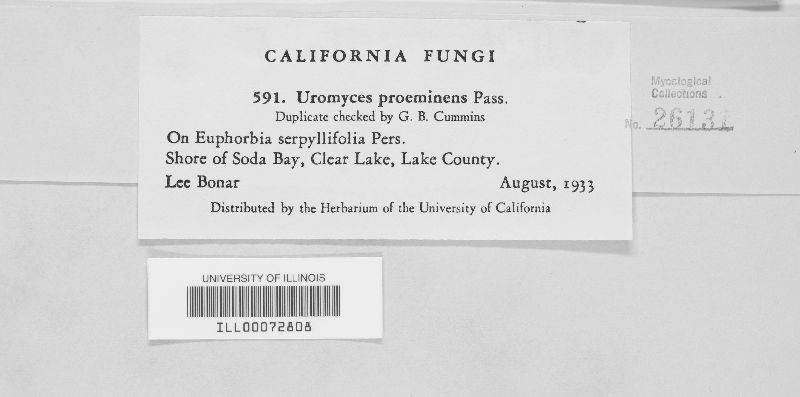 CALIFORNIA FUNGI
591. Uromyces proeminens Pass.
Duplicate checked by G. B. Cummins
On Euphorbia serpyllifolia Pers.
Shore of Soda Bay, Clear Lake, Lake County.
Lee Bonar August, 1933
Distributed by the Herbarium of the University of California
Mycological
Collections
No. 26131
UNIVERSITY OF ILLINOIS
ILL00072808